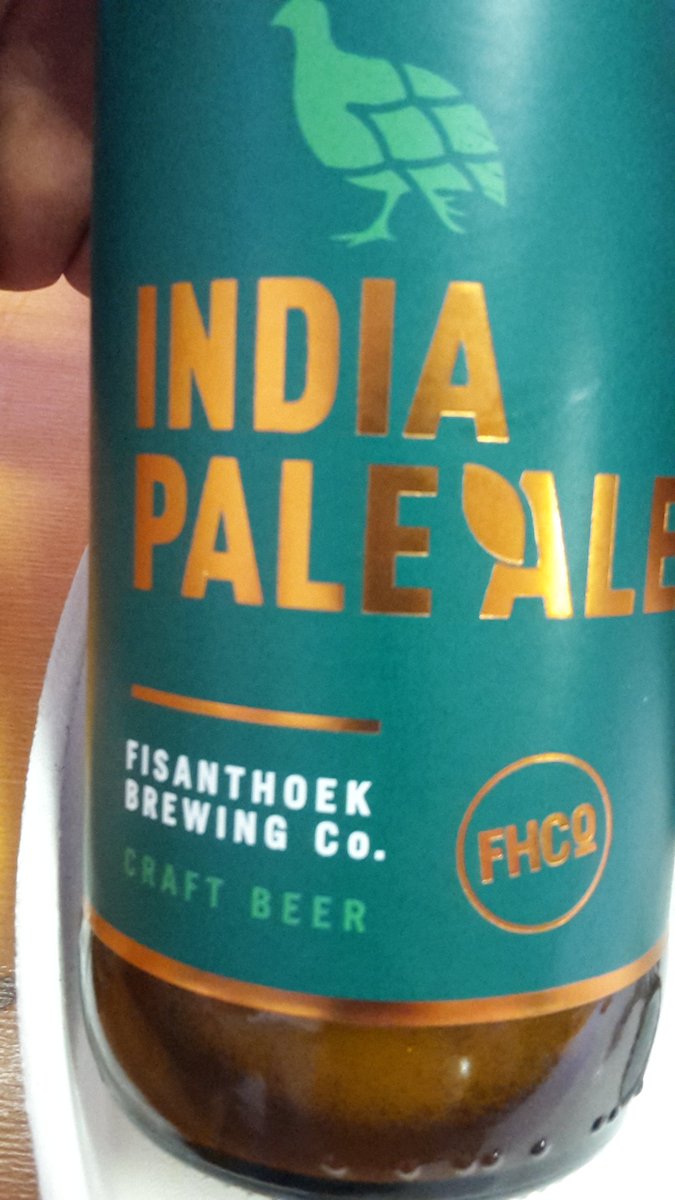 INDIA
PALE ALE
FISANTHOEK
BREWING Co.
CRAFT BEER
FHCo